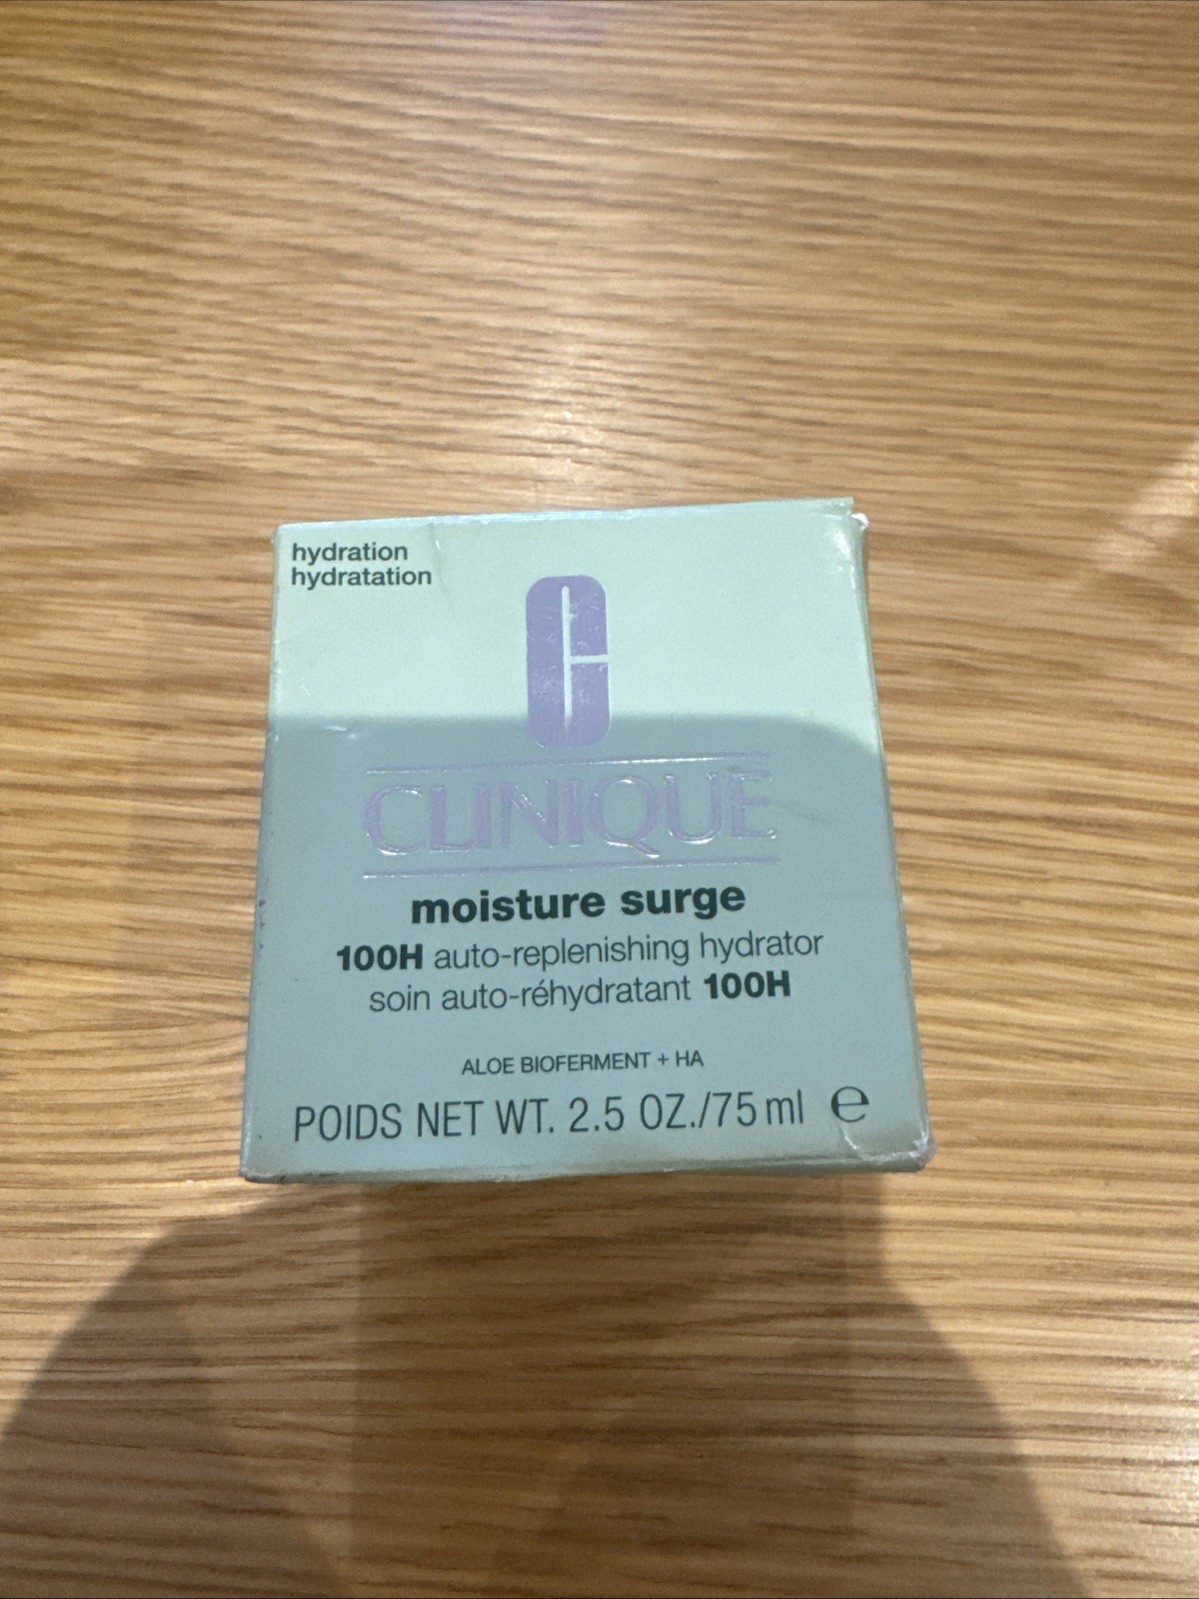 hydration
hydratation
CLINIQUE
moisture surge
100H auto-replenishing hydrator
soin auto-réhydratant 100H
ALOE BIOFERMENT + HA
POIDS NET WT. 2.5 OZ./75 ml ℮